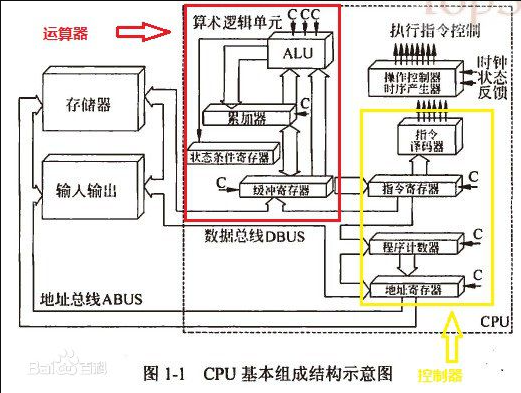 运算器
算术逻辑单元
C CCC
ALU
累加器
C
状态条件寄存器
C
缓冲寄存器
存储器
输入输出
数据总线DBUS
地址总线ABUS
执行指令控制
操作控制器
时序产生器
时钟
状态
反馈
指令
译码器
指令寄存器
C
程序计数器
C
地址寄存器
C
CPU
控制器
图 1-1 CPU 基本组成结构示意图
Bai百科